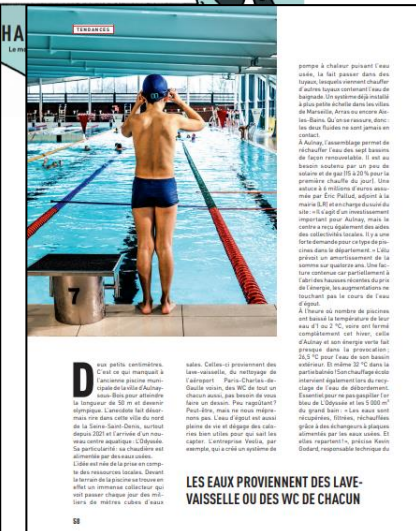 HA
Le m
TENDANCES
7
Deux petits centimètres.
C'est ce qui manquait à
l'ancienne piscine muni-
cipale de la ville d'Aulnay-
sous-Bois pour atteindre
la longueur de 50 m et devenir
olympique. L'anecdote fait désor-
mais rire dans cette ville du nord
de la Seine-Saint-Denis, surtout
depuis 2021 et l'arrivée d'un nou-
veau centre aquatique : L'Odyssée.
Sa particularité : sa chaudière est
alimentée par des eaux usées.
L'idée est née de la prise en comp-
te des ressources locales. Devant
le terrain de la piscine se trouve en
effet un immense collecteur qui
voit passer chaque jour des mil-
liers de mètres cubes d'eaux
sales. Celles-ci proviennent des
lave-vaisselle, du nettoyage de
l'aéroport Paris-Charles-de-
Gaulle voisin, des WC de tout un
chacun aussi, pas besoin de vous
faire un dessin. Peu ragoûtant ?
Peut-être, mais ne nous mépre-
nons pas. L'eau d'égout est aussi
pleine de vie et dégage des calo-
ries bien utiles pour qui sait les
capter. L'entreprise Veolia, par
exemple, qui a créé un système de
pompe à chaleur puisant l'eau
usée, la fait passer dans des
tuyaux, lesquels viennent chauffer
d'autres tuyaux contenant l'eau de
baignade. Un système déjà installé
à plus petite échelle dans les villes
de Marseille, Arras ou encore Aix-
les-Bains. Qu'on se rassure, donc :
les deux fluides ne sont jamais en
contact.
À Aulnay, l'assemblage permet de
réchauffer l'eau des sept bassins
de façon renouvelable. Il est au
besoin soutenu par un peu de
solaire et de gaz (15 à 20 % pour la
première chauffe du jour). Une
astuce à 6 millions d'euros assu-
mée par Éric Pallud, adjoint à la
mairie (LR) et en charge du suivi du
site : « Il s'agit d'un investissement
important pour Aulnay, mais le
centre a reçu également des aides
des collectivités locales. Il y a une
forte demande pour ce type de pis-
cines dans le département. » L'élu
prévoit un amortissement de la
somme sur quatorze ans. Une fac-
ture contenue car partiellement à
l'abri des hausses récentes du prix
de l'énergie, les augmentations ne
touchant pas le cours de l'eau
d'égout.
À l'heure où nombre de piscines
ont baissé la température de leur
eau d'1 ou 2 °C, voire ont fermé
complètement cet hiver, celle
d'Aulnay et son énergie verte fait
presque dans la provocation :
26,5 °C pour l'eau de son bassin
extérieur. Et même 32 °C dans la
partie balnéo ! Son chauffage écolo
intervient également lors du recy-
clage de l'eau de débordement.
Essentiel pour ne pas gaspiller l'or
bleu de L'Odyssée et les 5 000 m³
du grand bain : « Les eaux sont
récupérées, filtrées, réchauffées
grâce à des échangeurs à plaques
alimentés par les eaux usées. Et
elles repartent ! », précise Kevin
Godard, responsable technique du
LES EAUX PROVIENNENT DES LAVE-
VAISSELLE OU DES WC DE CHACUN
58